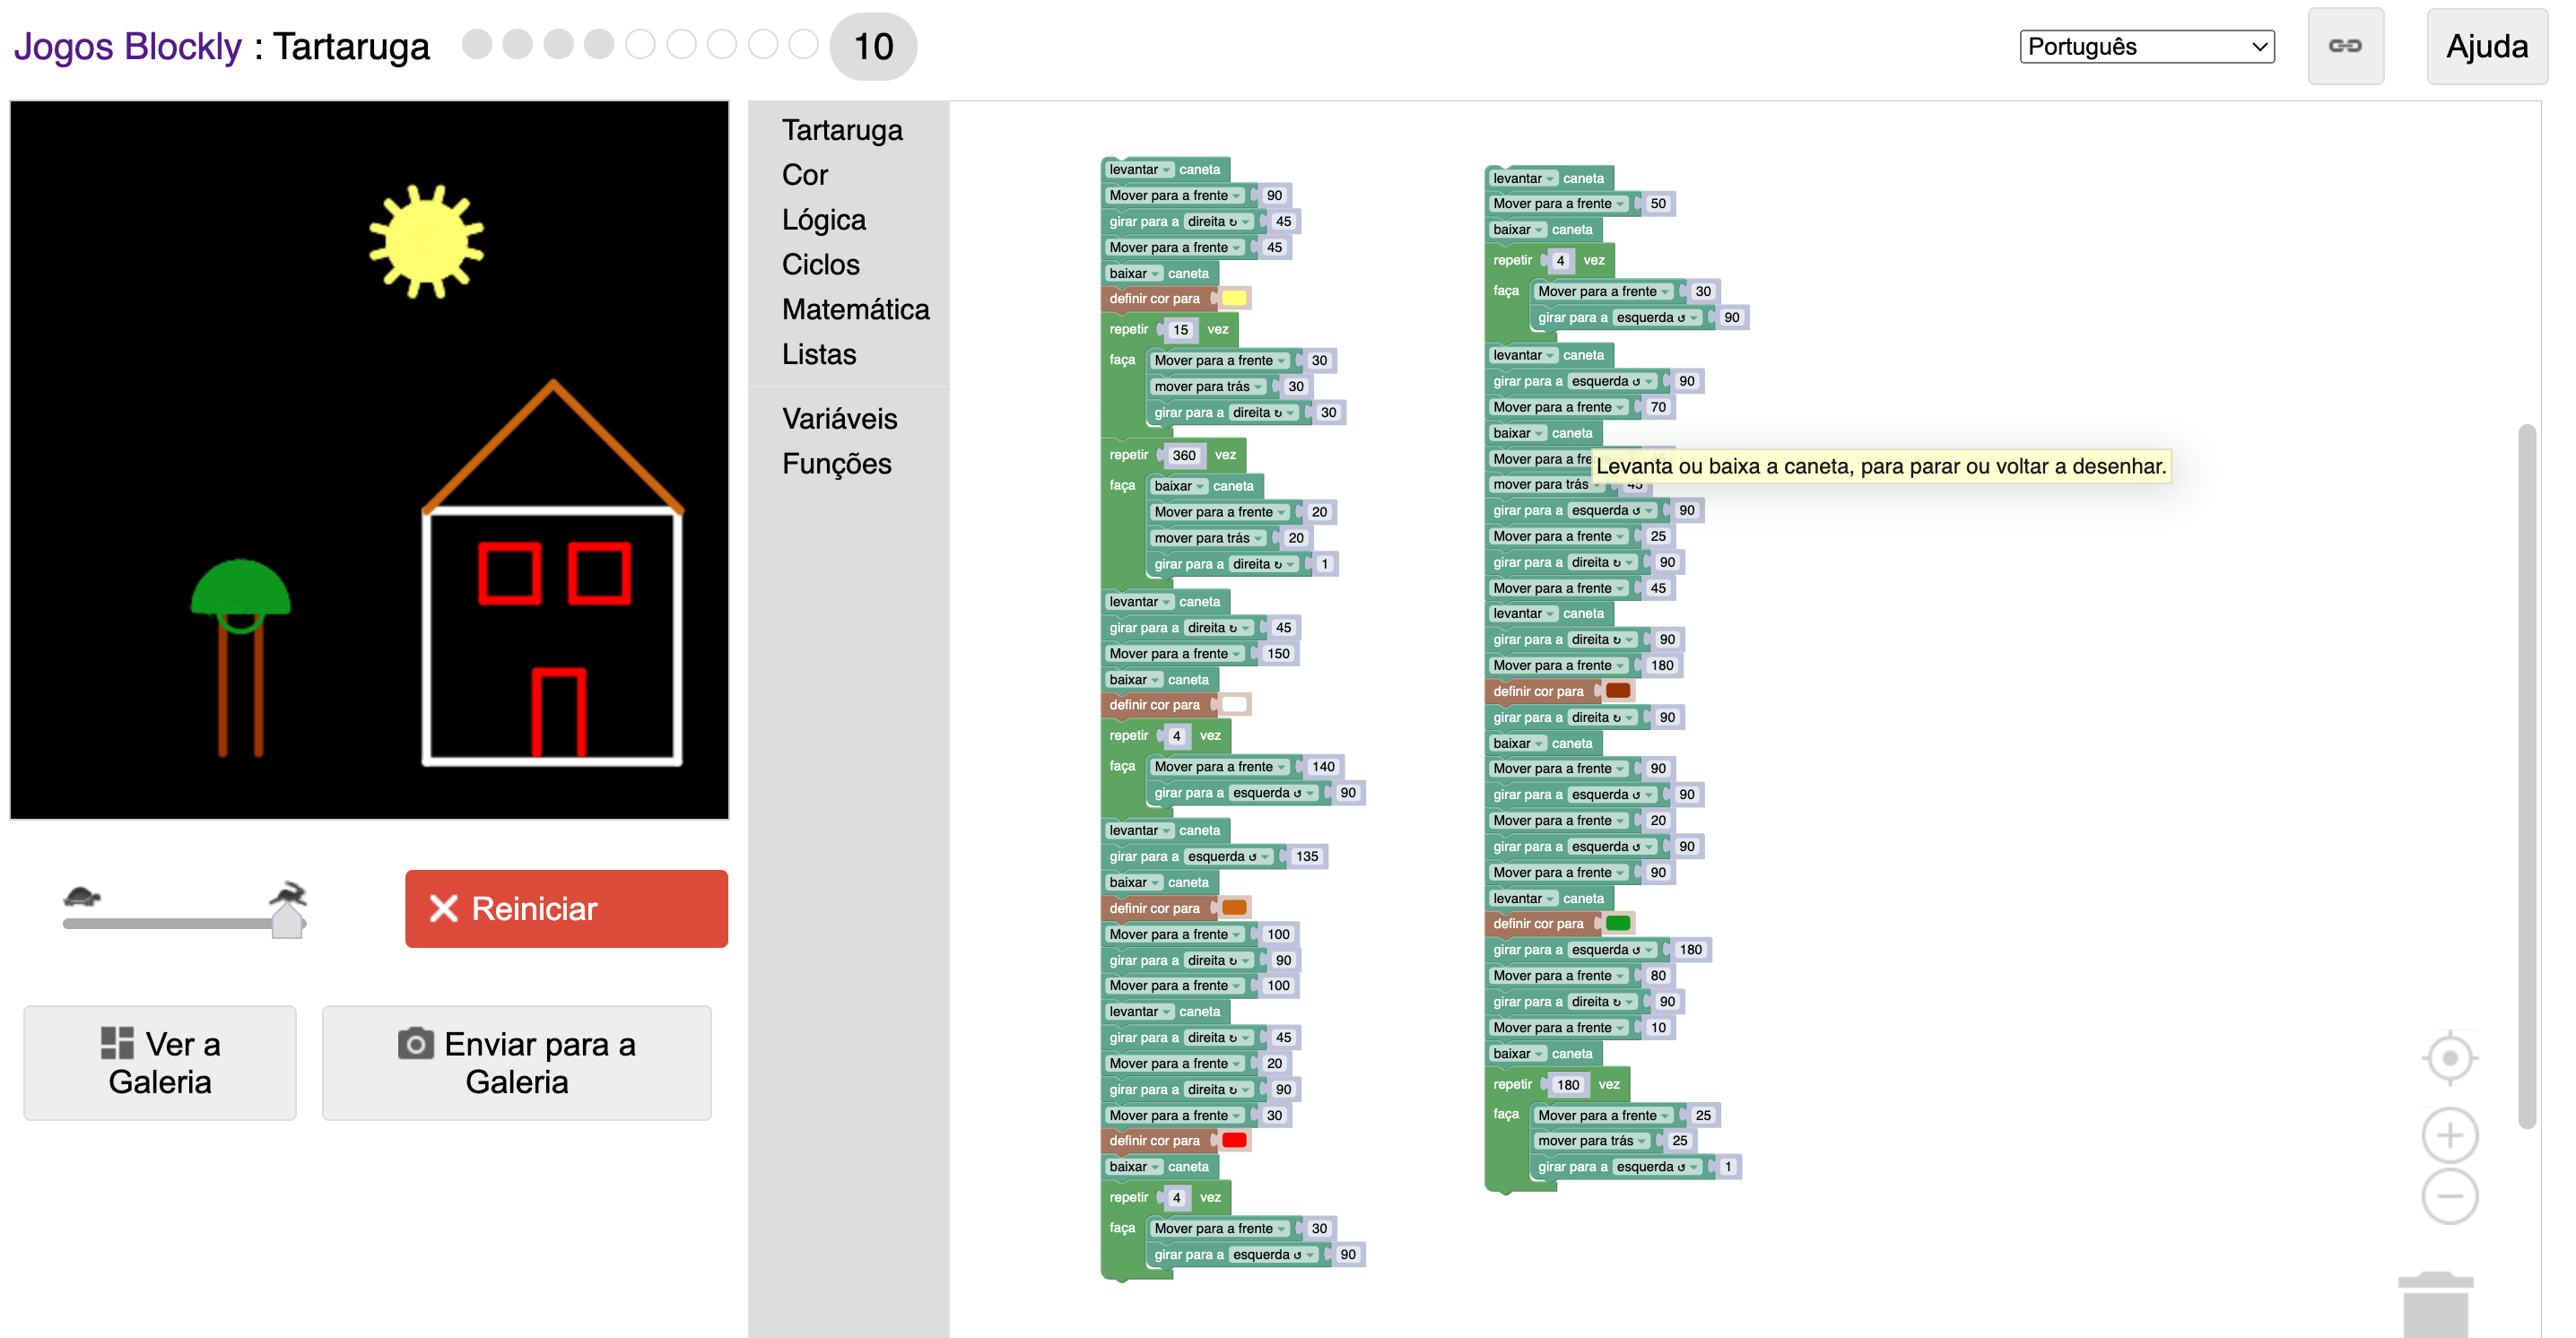 Jogos Blockly : Tartaruga
10
Português
Ajuda
Tartaruga
Cor
Lógica
Ciclos
Matemática
Listas
Variáveis
Funções
levantar caneta
Mover para a frente 90
girar para a direita ↻ 45
Mover para a frente 45
baixar caneta
definir cor para
repetir 15 vez
faça Mover para a frente 30
mover para trás 30
girar para a direita ↻ 30
repetir 360 vez
faça baixar caneta
Mover para a frente 20
mover para trás 20
girar para a direita ↻ 1
levantar caneta
girar para a direita ↻ 45
Mover para a frente 150
baixar caneta
definir cor para
repetir 4 vez
faça Mover para a frente 140
girar para a esquerda ↺ 90
levantar caneta
girar para a esquerda ↺ 135
baixar caneta
definir cor para
Mover para a frente 100
girar para a direita ↻ 90
Mover para a frente 100
levantar caneta
girar para a direita ↻ 45
Mover para a frente 20
girar para a direita ↻ 90
Mover para a frente 30
definir cor para
baixar caneta
repetir 4 vez
faça Mover para a frente 30
girar para a esquerda ↺ 90
levantar caneta
Mover para a frente 50
baixar caneta
repetir 4 vez
faça Mover para a frente 30
girar para a esquerda ↺ 90
levantar caneta
girar para a esquerda ↺ 90
Mover para a frente 70
baixar caneta
Mover para a
Levanta ou baixa a caneta, para parar ou voltar a desenhar.
mover para trás 45
girar para a esquerda ↺ 90
Mover para a frente 25
girar para a direita ↻ 90
Mover para a frente 45
levantar caneta
girar para a direita ↻ 90
Mover para a frente 180
definir cor para
girar para a direita ↻ 90
baixar caneta
Mover para a frente 90
girar para a esquerda ↺ 90
Mover para a frente 20
girar para a esquerda ↺ 90
Mover para a frente 90
levantar caneta
definir cor para
girar para a esquerda ↺ 180
Mover para a frente 80
girar para a direita ↻ 90
Mover para a frente 10
baixar caneta
repetir 180 vez
faça Mover para a frente 25
mover para trás 25
girar para a esquerda ↺ 1
Reiniciar
Ver a
Galeria
Enviar para a
Galeria